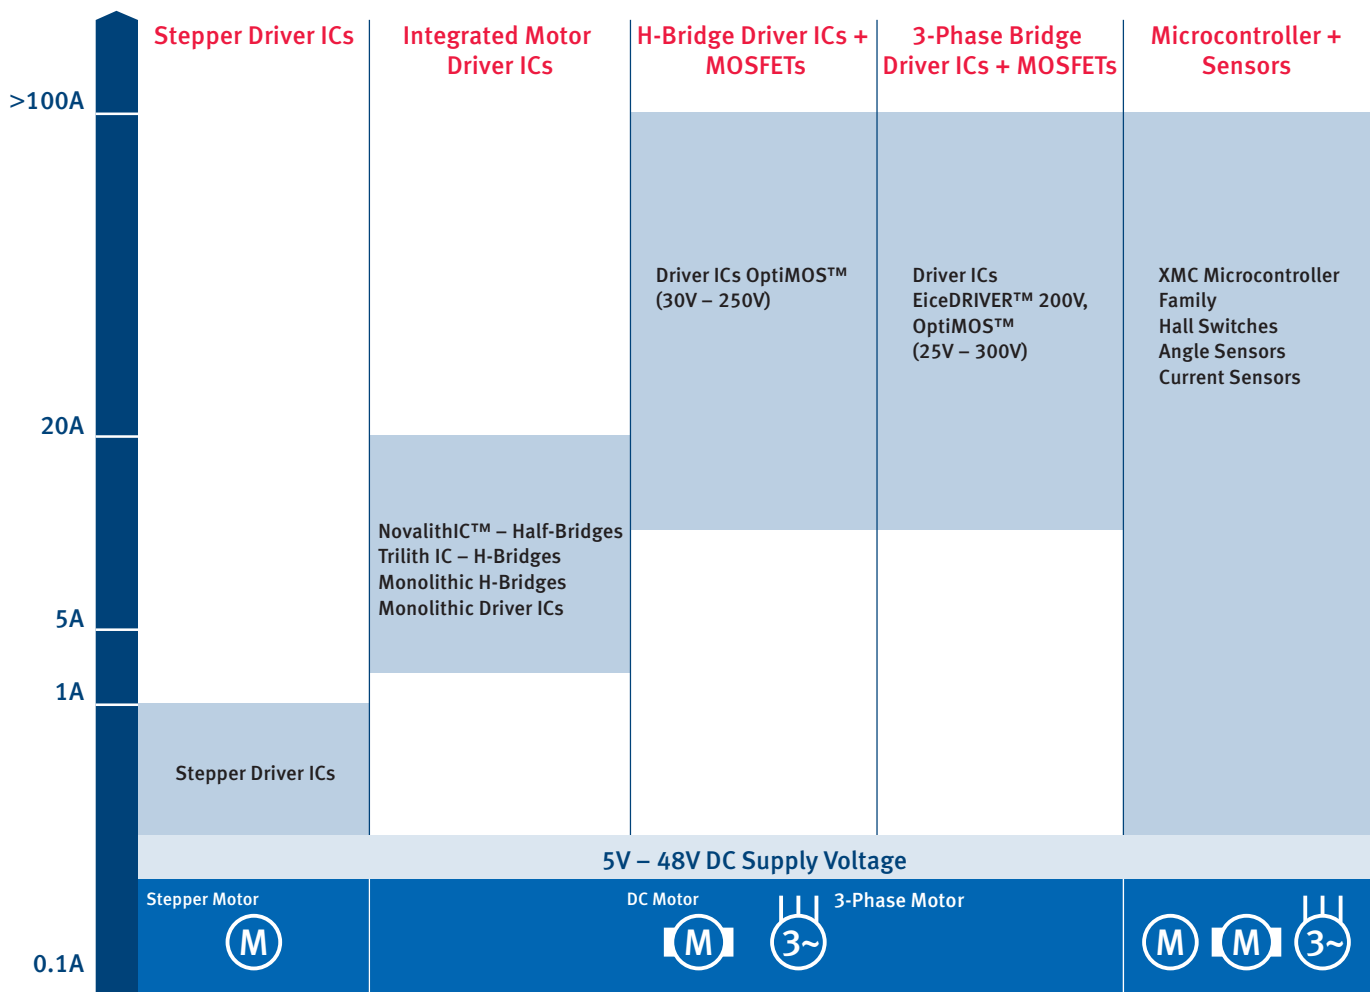 Stepper Driver ICs
Integrated Motor
Driver ICs
H-Bridge Driver ICs +
MOSFETs
3-Phase Bridge
Driver ICs + MOSFETs
Microcontroller +
Sensors
>100A
20A
5A
1A
0.1A
Driver ICs OptiMOS™
(30V – 250V)
Driver ICs
EiceDRIVER™ 200V,
OptiMOS™
(25V – 300V)
XMC Microcontroller
Family
Hall Switches
Angle Sensors
Current Sensors
NovalithIC™ – Half-Bridges
Trilith IC – H-Bridges
Monolithic H-Bridges
Monolithic Driver ICs
Stepper Driver ICs
5V – 48V DC Supply Voltage
Stepper Motor
M
DC Motor
M
3-Phase Motor
3~
M
M
3~